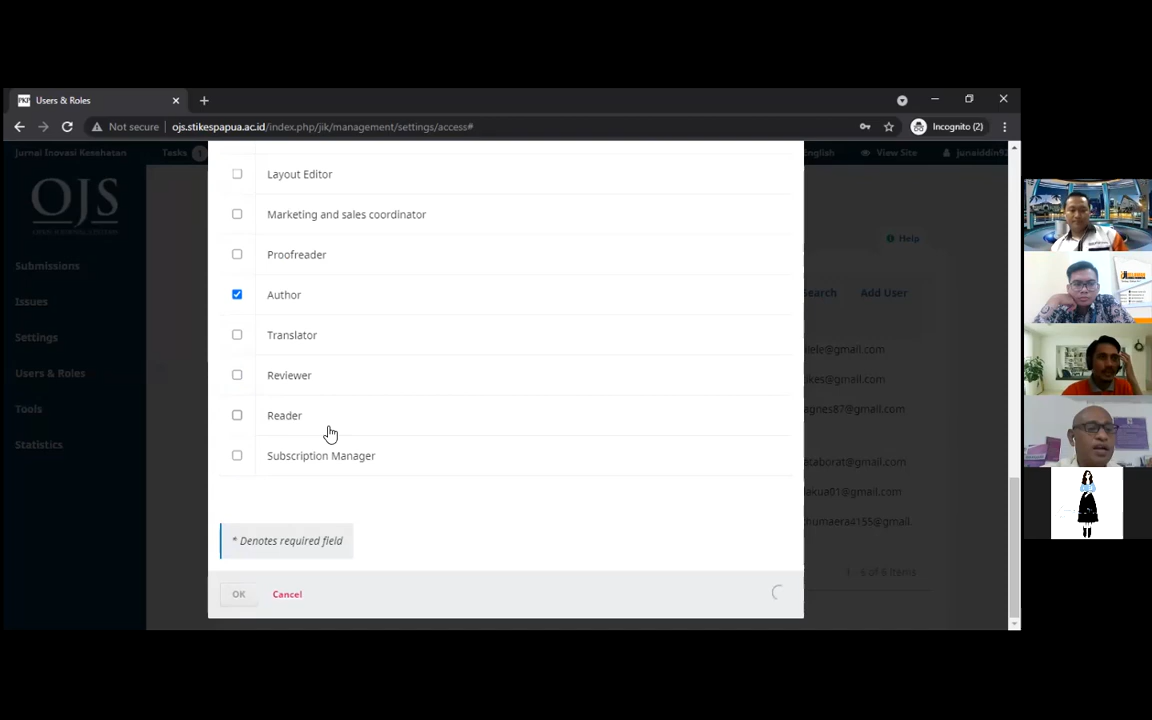 Users & Roles
Not secure
ojs.stikespapua.ac.id/index.php/jik/management/settings/access#
Incognito (2)
Jurnal Inovasi Kesehatan
Tasks
English
View Site
OJS
Submissions
Issues
Settings
Users & Roles
Tools
Statistics
Layout Editor
Marketing and sales coordinator
Proofreader
Author
Translator
Reviewer
Reader
Subscription Manager
* Denotes required field
OK
Cancel
Help
Search
Add User